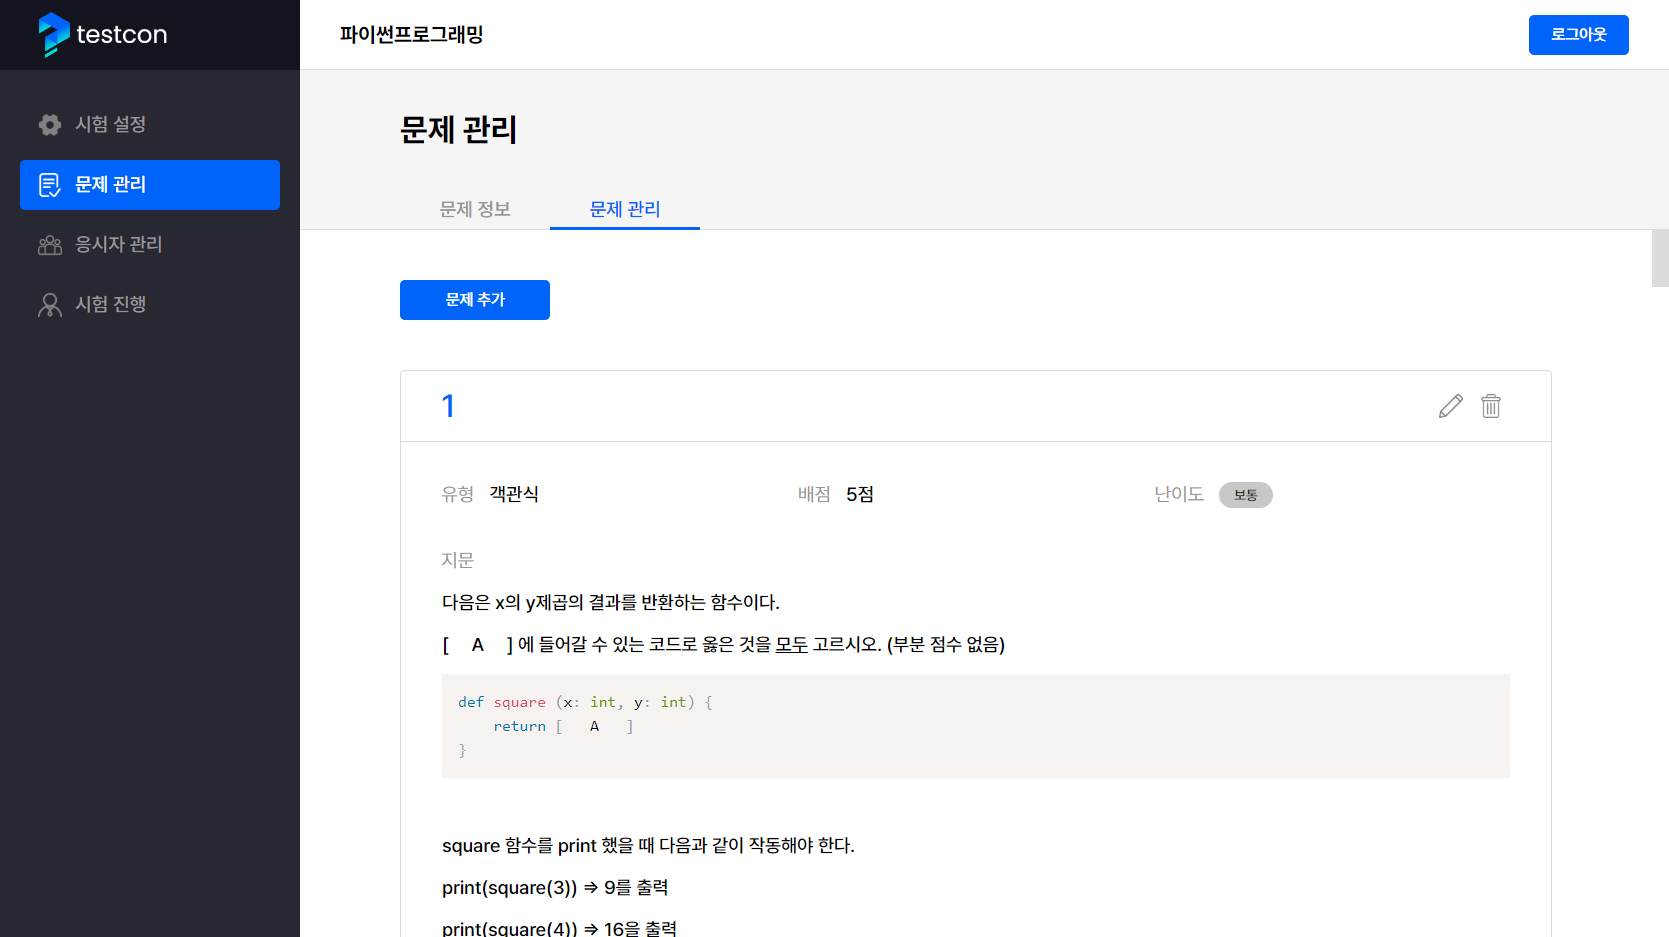 testcon
파이썬프로그래밍
로그아웃
시험 설정
문제 관리
응시자 관리
시험 진행
문제 관리
문제 정보
문제 관리
문제 추가
1
유형 객관식
배점 5점
난이도 보통
지문
다음은 x의 y제곱의 결과를 반환하는 함수이다.
[ A ] 에 들어갈 수 있는 코드로 옳은 것을 모두 고르시오. (부분 점수 없음)
def square (x: int, y: int) {
    return [   A   ]
}
square 함수를 print 했을 때 다음과 같이 작동해야 한다.
print(square(3)) => 9를 출력
print(square(4)) => 16을 출력